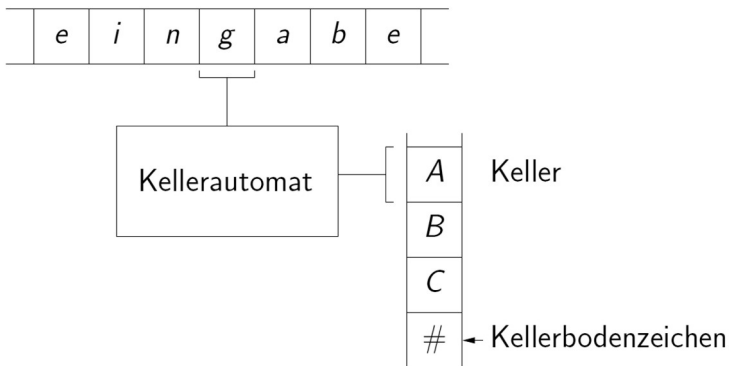 e i n g a b e
Kellerautomat
A Keller
B
C
# Kellerbodenzeichen